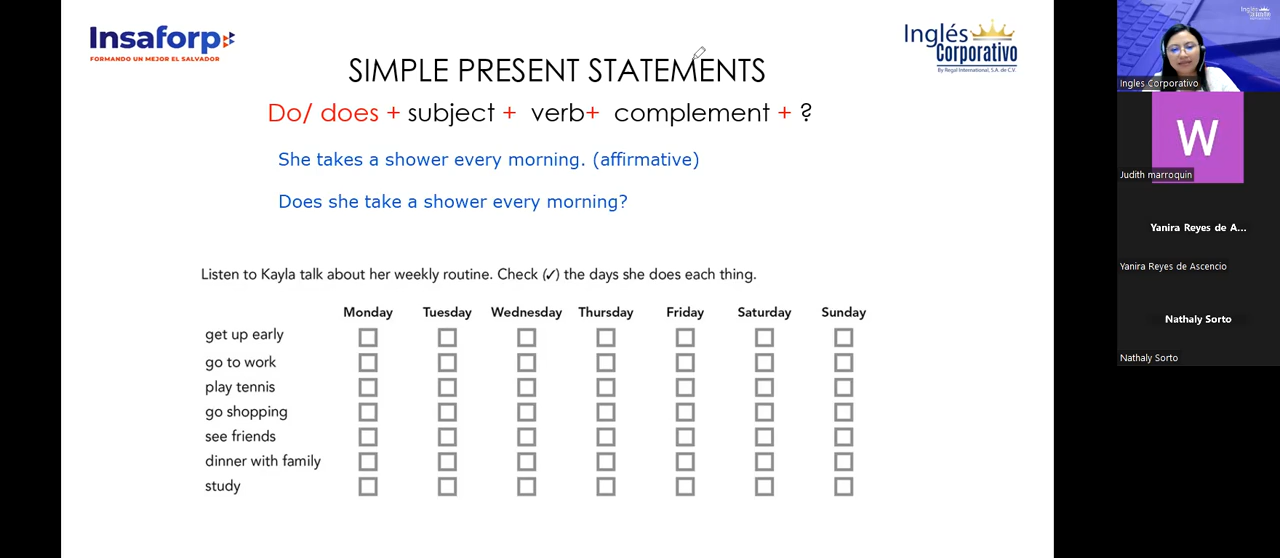 Insaforp
FORMANDO UN MEJOR EL SALVADOR
Inglés
Corporativo
By Regal International, S.A. de C.V.
SIMPLE PRESENT STATEMENTS
Do/ does + subject + verb+ complement + ?
She takes a shower every morning. (affirmative)
Does she take a shower every morning?
Listen to Kayla talk about her weekly routine. Check (✓) the days she does each thing.
Monday Tuesday Wednesday Thursday Friday Saturday Sunday
get up early
go to work
play tennis
go shopping
see friends
dinner with family
study
Ingles Corporativo
W
Judith marroquin
Yanira Reyes de A...
Yanira Reyes de Ascencio
Nathaly Sorto
Nathaly Sorto